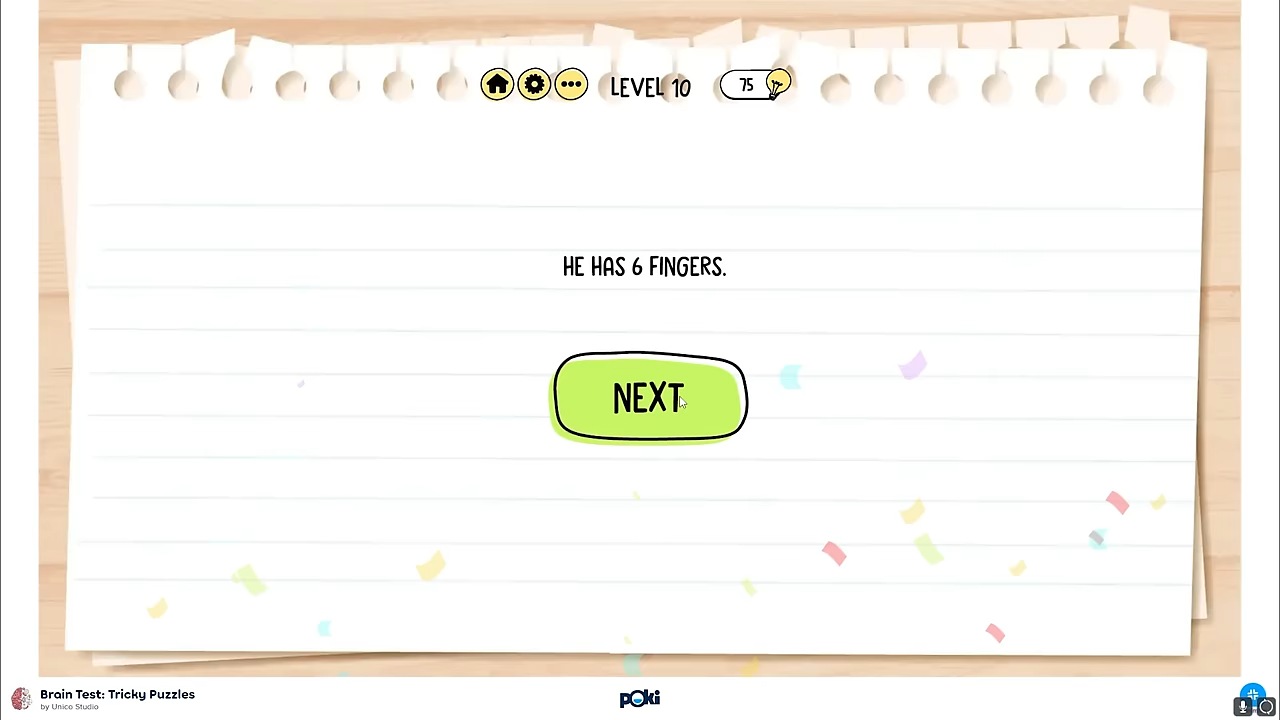 LEVEL 10
75
HE HAS 6 FINGERS.
NEXT
Brain Test: Tricky Puzzles
by Unico Studio
POKI